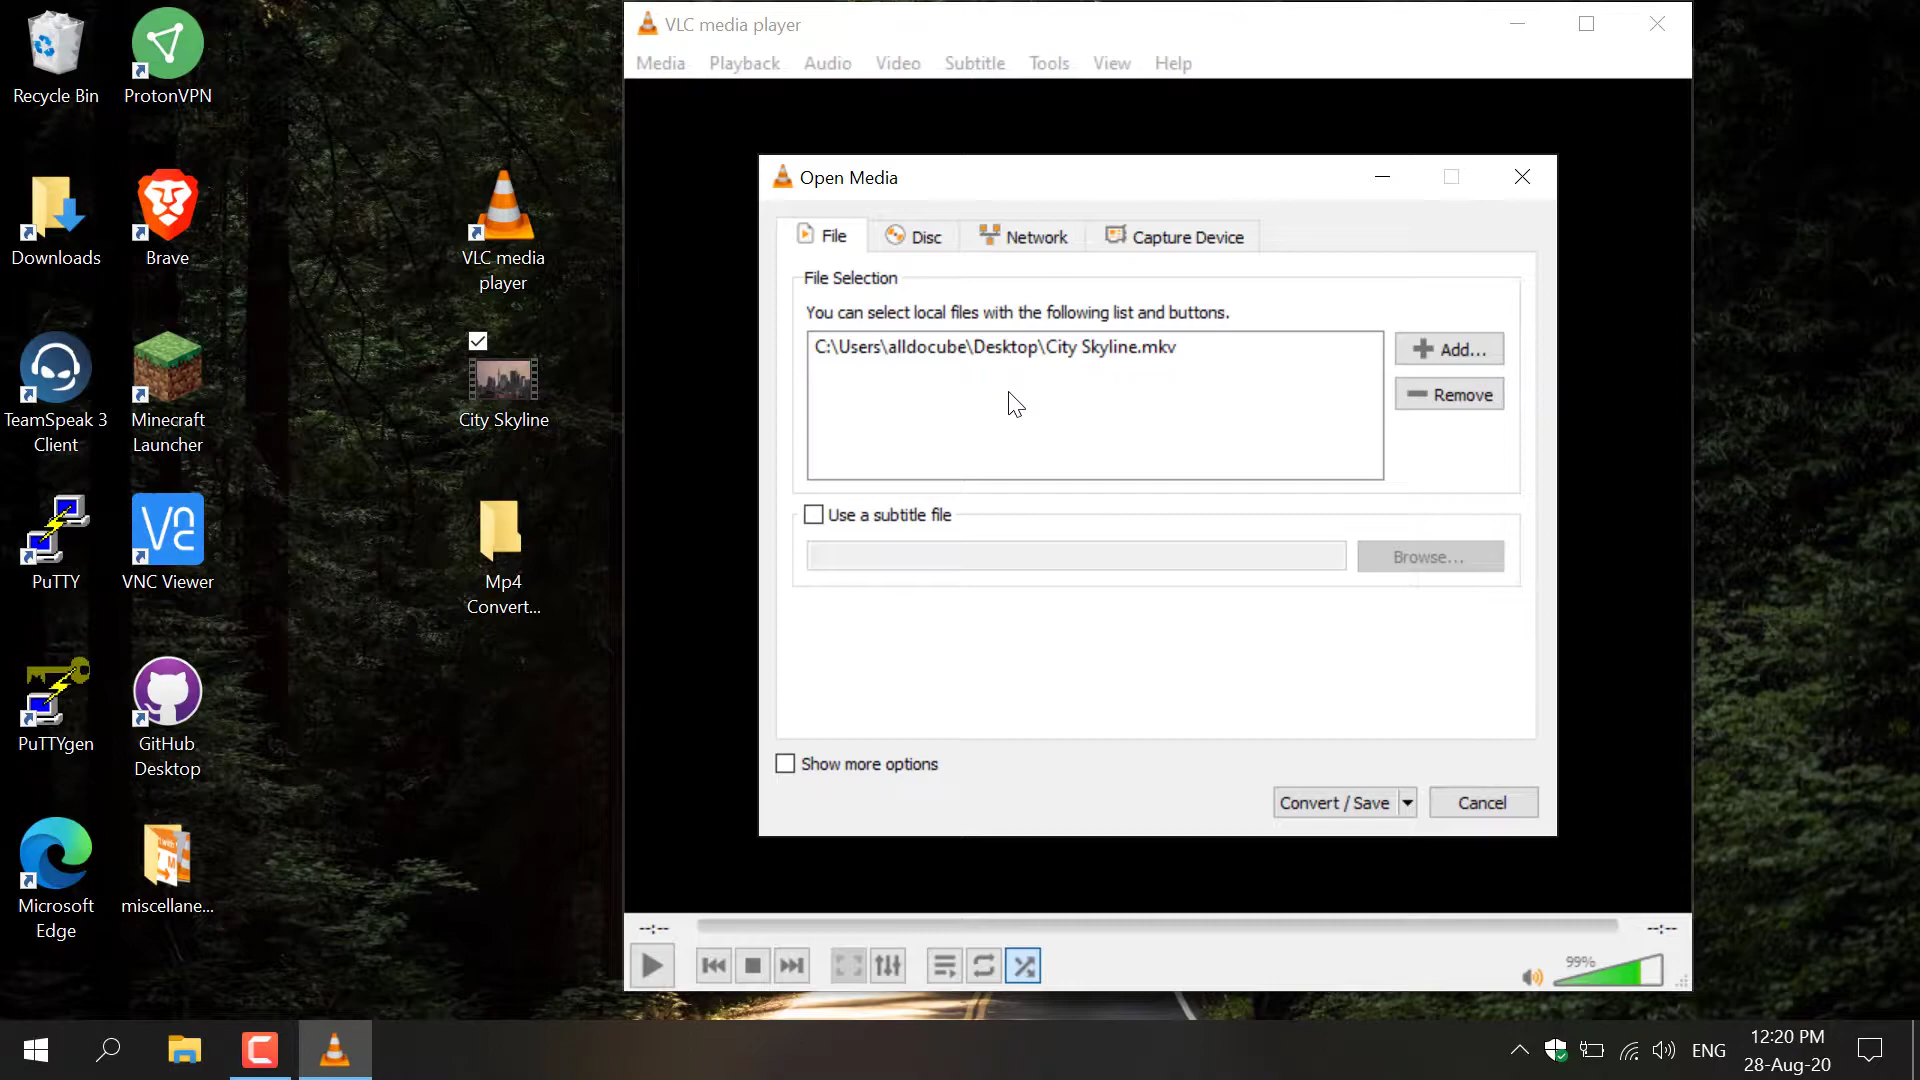 Recycle Bin
ProtonVPN
Downloads
Brave
TeamSpeak 3
Client
Minecraft
Launcher
PuTTY
VNC Viewer
PuTTYgen
GitHub
Desktop
Microsoft
Edge
miscellane...
VLC media
player
City Skyline
Mp4
Convert...
VLC media player
Media Playback Audio Video Subtitle Tools View Help
Open Media
File Disc Network Capture Device
File Selection
You can select local files with the following list and buttons.
C:\Users\alldocube\Desktop\City Skyline.mkv
Add...
Remove
Use a subtitle file
Browse...
Show more options
Convert / Save
Cancel
--:--
--:--
99%
ENG
12:20 PM
28-Aug-20